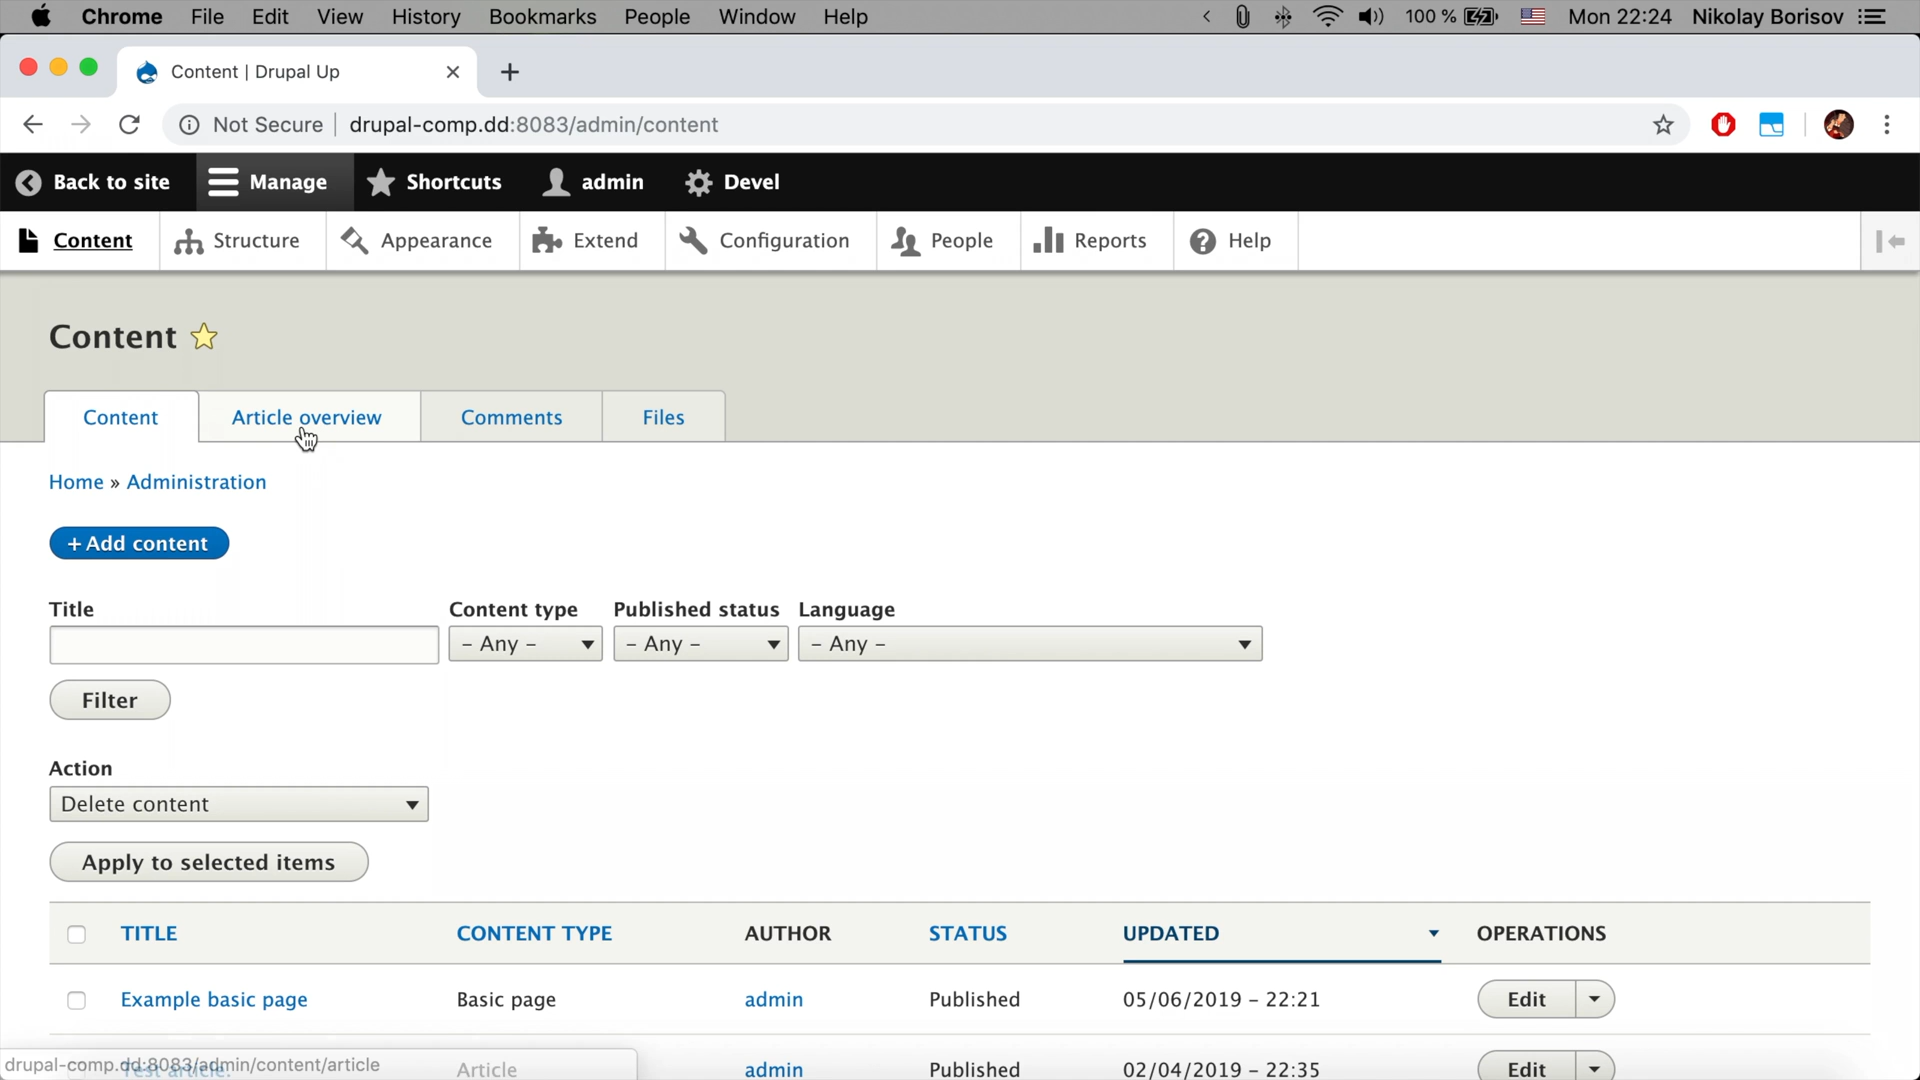 Chrome File Edit View History Bookmarks People Window Help 100 % Mon 22:24 Nikolay Borisov
Content | Drupal Up
Not Secure drupal-comp.dd:8083/admin/content
Back to site Manage Shortcuts admin Devel
Content Structure Appearance Extend Configuration People Reports Help
Content
Content Article overview Comments Files
Home » Administration
+ Add content
Title Content type Published status Language
- Any - - Any - - Any -
Filter
Action
Delete content
Apply to selected items
TITLE CONTENT TYPE AUTHOR STATUS UPDATED OPERATIONS
Example basic page Basic page admin Published 05/06/2019 - 22:21 Edit
drupal-comp.dd:8083/admin/content/article
Test article. Article admin Published 02/04/2019 - 22:35 Edit